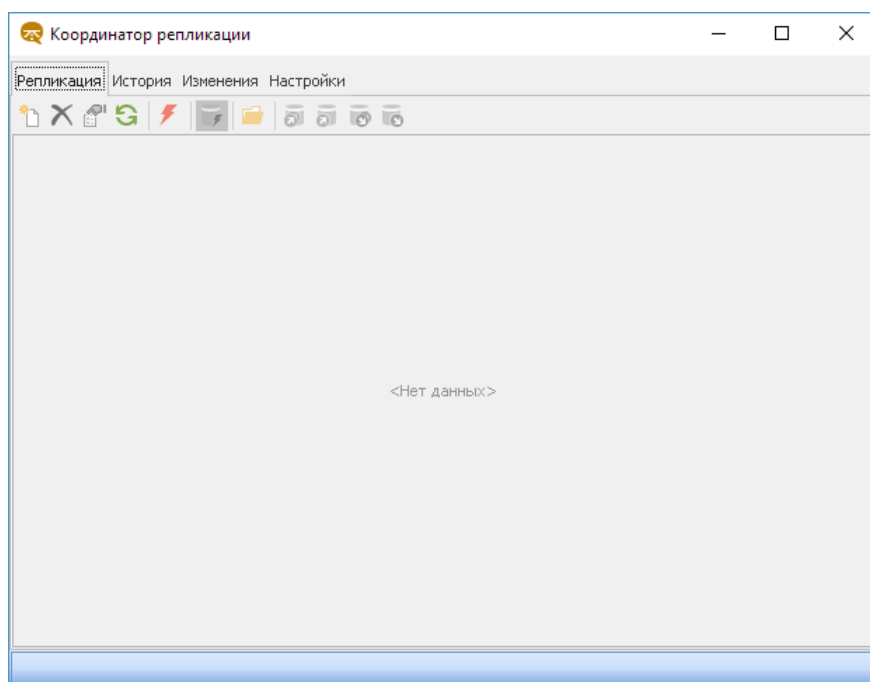 Координатор репликации
Репликация История Изменения Настройки
<Нет данных>